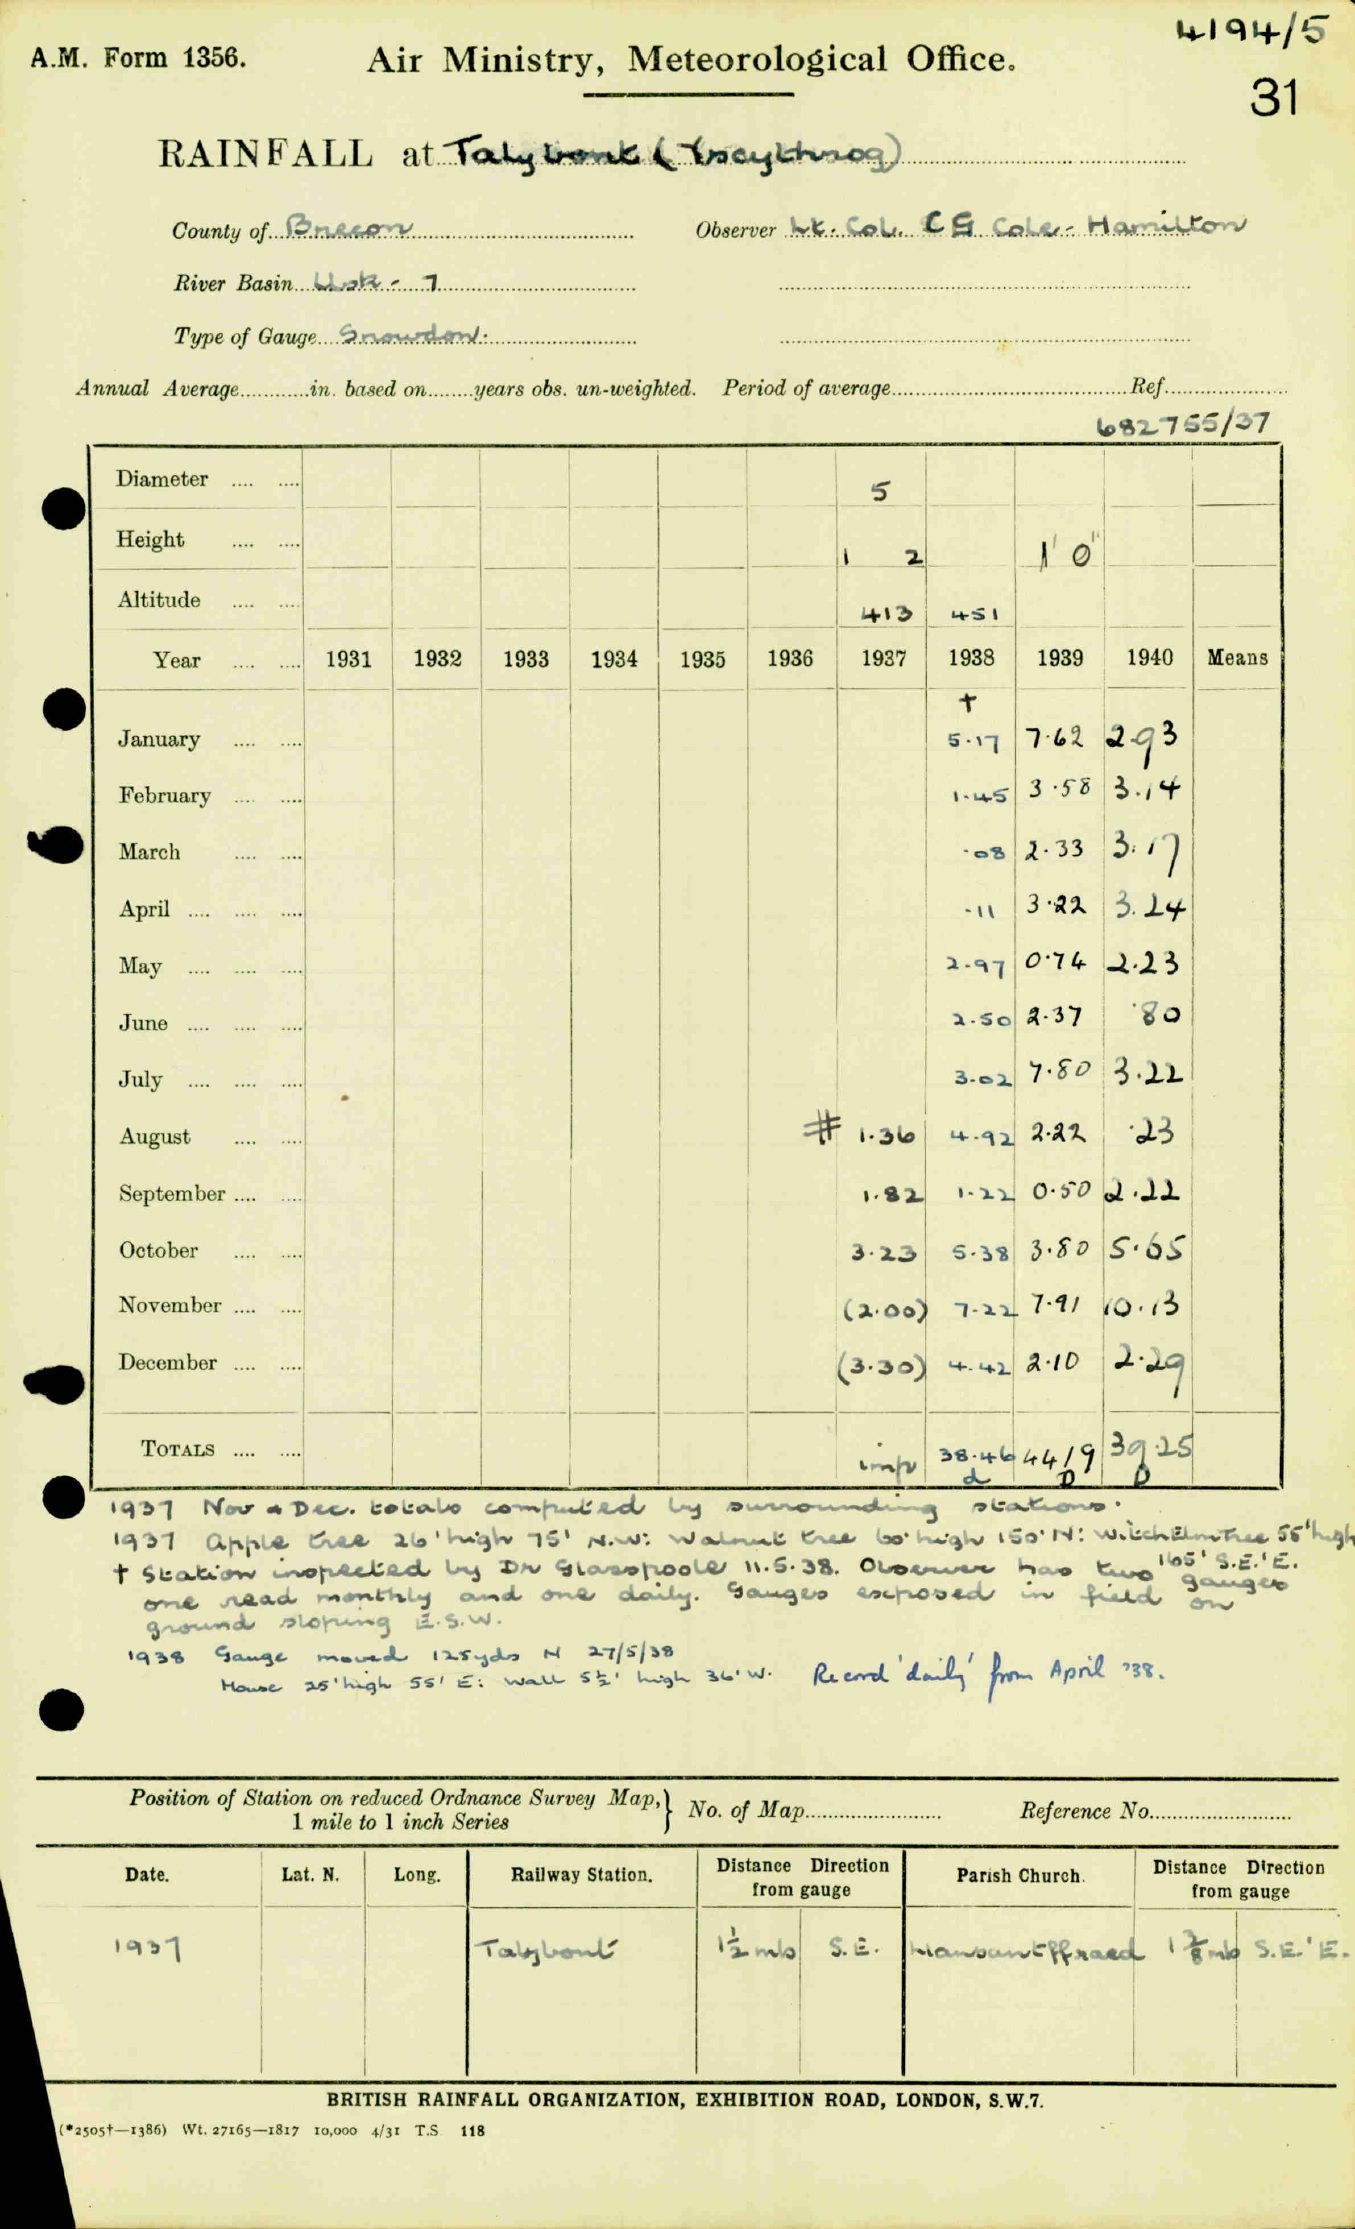 4194/5
A.M. Form 1356. Air Ministry, Meteorological Office.
31
RAINFALL at Talybont (Yscythrog)
County of Brecon Observer Lt. Col. C G Cole-Hamilton
River Basin Usk - 7
Type of Gauge Snowdon.
Annual Average in. based on years obs. un-weighted. Period of average Ref.
682755/37
Diameter 5
Height 1 2 1' 0"
Altitude 413 451
Year 1931 1932 1933 1934 1935 1936 1937 1938 1939 1940 Means
†
January 5.17 7.62 2.93
February 1.45 3.58 3.14
March .08 2.33 3.17
April .11 3.22 3.24
May 2.97 0.74 2.23
June 2.50 2.37 .80
July 3.02 7.80 3.22
August # 1.36 4.92 2.22 .23
September 1.82 1.22 0.50 2.22
October 3.23 5.38 3.80 5.65
November (2.00) 7.22 7.91 10.13
December (3.30) 4.42 2.10 2.29
TOTALS imp 38.46 44.19 39.25
d D D
1937 Nov & Dec. totals computed by surrounding stations.
1937 Apple tree 26' high 75' N.W: Walnut tree 60' high 150' N: Witch Elm tree 55' high
165' S.E.'E.
† Station inspected by Dr Glasspoole 11.5.38. Observer has two gauges
one read monthly and one daily. Gauges exposed in field on
ground sloping E.S.W.
1938 Gauge moved 125yds N 27/5/38
House 25' high 55' E: Wall 5½' high 36' W. Record 'daily' from April '38.
Position of Station on reduced Ordnance Survey Map, } No. of Map Reference No.
1 mile to 1 inch Series
Date. Lat. N. Long. Railway Station. Distance Direction from gauge Parish Church. Distance Direction from gauge
1937 Talybont 1½ mls S.E. Llansantffraed 1⅞ mls S.E.'E.
BRITISH RAINFALL ORGANIZATION, EXHIBITION ROAD, LONDON, S.W.7.
(*2505†—1386) Wt. 27165—1817 10,000 4/31 T.S. 118